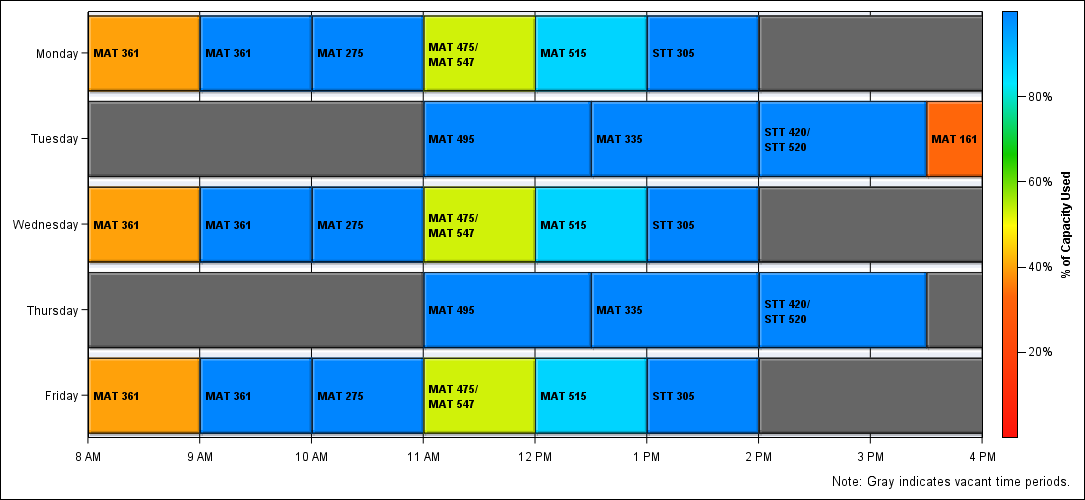 Monday
MAT 361
MAT 361
MAT 275
MAT 475/
MAT 547
MAT 515
STT 305
Tuesday
MAT 495
MAT 335
STT 420/
STT 520
MAT 161
Wednesday
MAT 361
MAT 361
MAT 275
MAT 475/
MAT 547
MAT 515
STT 305
Thursday
MAT 495
MAT 335
STT 420/
STT 520
Friday
MAT 361
MAT 361
MAT 275
MAT 475/
MAT 547
MAT 515
STT 305
8 AM
9 AM
10 AM
11 AM
12 PM
1 PM
2 PM
3 PM
4 PM
80%
60%
40%
20%
% of Capacity Used
Note: Gray indicates vacant time periods.